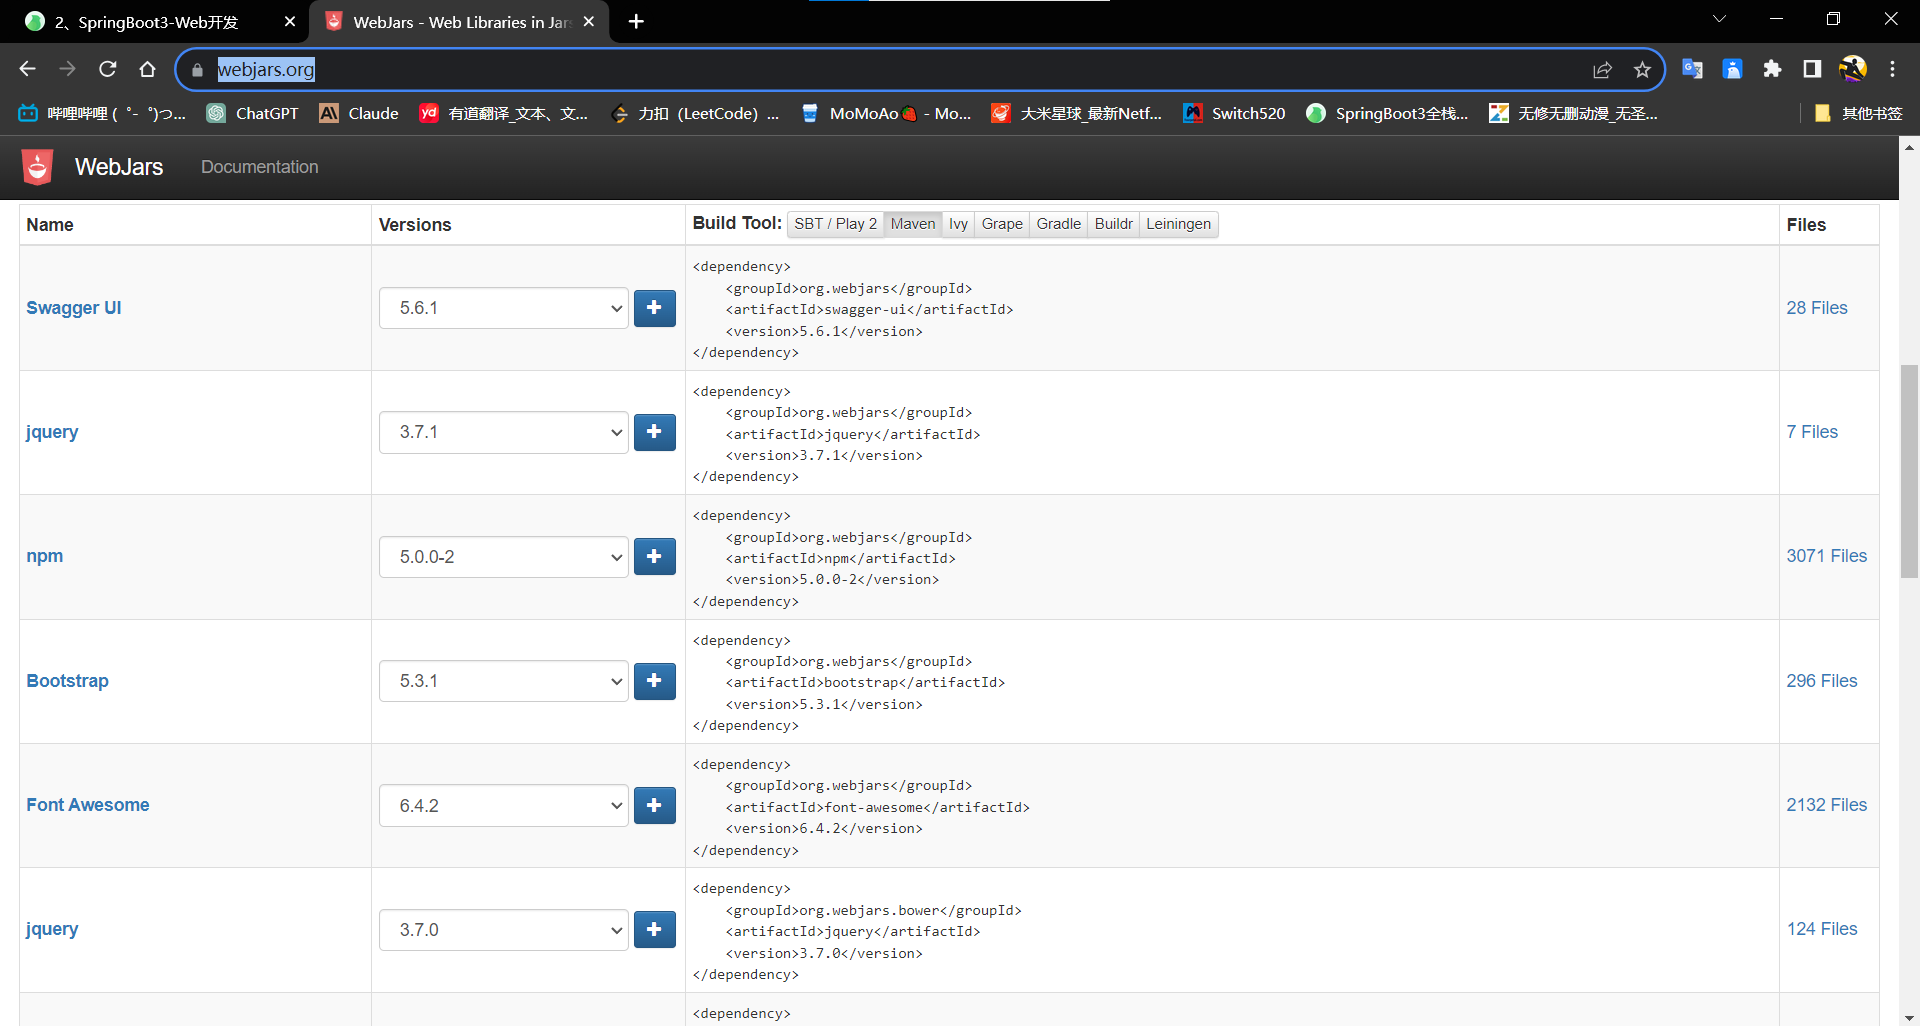 2、SpringBoot3-Web开发
WebJars - Web Libraries in Jars
webjars.org
哔哩哔哩 ( ゜- ゜)つ...
ChatGPT
Claude
有道翻译_文本、文...
力扣（LeetCode）...
MoMoAo🍓 - Mo...
大米星球_最新Netf...
Switch520
SpringBoot3全栈...
无修无删动漫_无圣...
其他书签
WebJars
Documentation
Name
Versions
Build Tool: SBT / Play 2 Maven Ivy Grape Gradle Buildr Leiningen
Files
Swagger UI
5.6.1
<dependency>
    <groupId>org.webjars</groupId>
    <artifactId>swagger-ui</artifactId>
    <version>5.6.1</version>
</dependency>
28 Files
jquery
3.7.1
<dependency>
    <groupId>org.webjars</groupId>
    <artifactId>jquery</artifactId>
    <version>3.7.1</version>
</dependency>
7 Files
npm
5.0.0-2
<dependency>
    <groupId>org.webjars</groupId>
    <artifactId>npm</artifactId>
    <version>5.0.0-2</version>
</dependency>
3071 Files
Bootstrap
5.3.1
<dependency>
    <groupId>org.webjars</groupId>
    <artifactId>bootstrap</artifactId>
    <version>5.3.1</version>
</dependency>
296 Files
Font Awesome
6.4.2
<dependency>
    <groupId>org.webjars</groupId>
    <artifactId>font-awesome</artifactId>
    <version>6.4.2</version>
</dependency>
2132 Files
jquery
3.7.0
<dependency>
    <groupId>org.webjars.bower</groupId>
    <artifactId>jquery</artifactId>
    <version>3.7.0</version>
</dependency>
124 Files
<dependency>